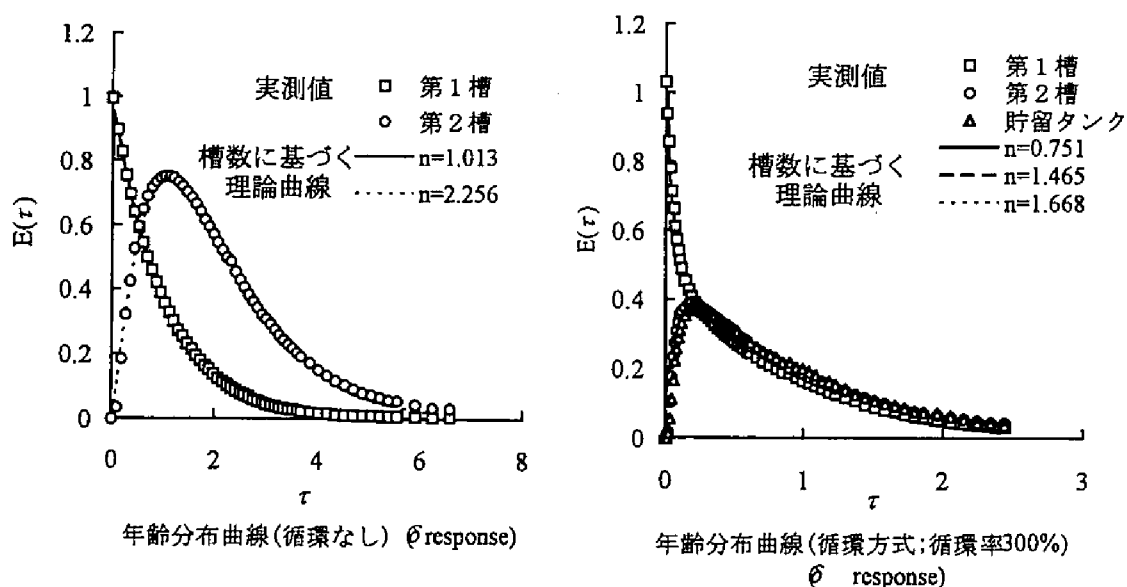 1.2
1
0.8
0.6
0.4
0.2
0
E(τ)
実測値
□ 第1槽
○ 第2槽
槽数に基づく
理論曲線
n=1.013
n=2.256
0 2 4 6 8
τ
年齢分布曲線(循環なし) (δ response)
1.2
1
0.8
0.6
0.4
0.2
0
E(τ)
実測値
□ 第1槽
○ 第2槽
△ 貯留タンク
槽数に基づく
理論曲線
n=0.751
n=1.465
n=1.668
0 1 2 3
τ
年齢分布曲線(循環方式;循環率300%)
(δ response)